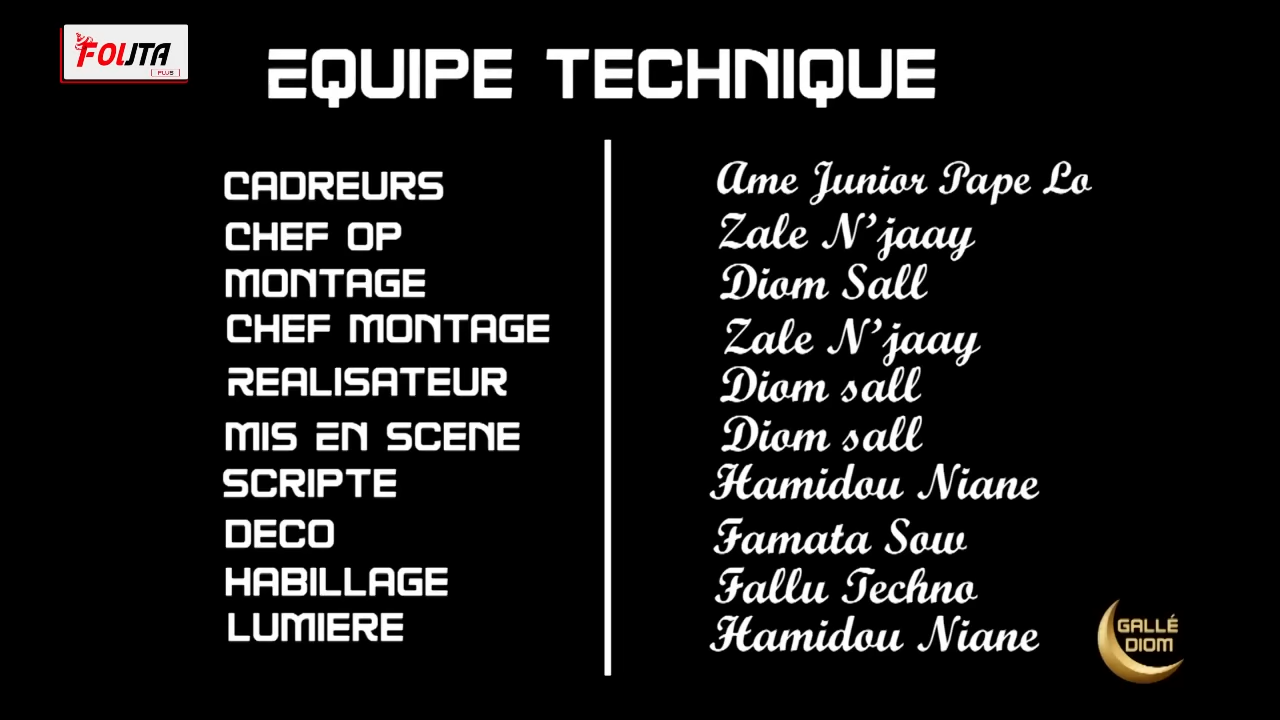 FOUTA
PLUS
EQUIPE TECHNIQUE
CADREURS Ame Junior Pape Lo
CHEF OP Zale N'jaay
MONTAGE Diom Sall
CHEF MONTAGE Zale N'jaay
REALISATEUR Diom sall
MIS EN SCENE Diom sall
SCRIPTE Hamidou Niane
DECO Famata Sow
HABILLAGE Fallu Techno
LUMIERE Hamidou Niane
GALLÉ
DIOM